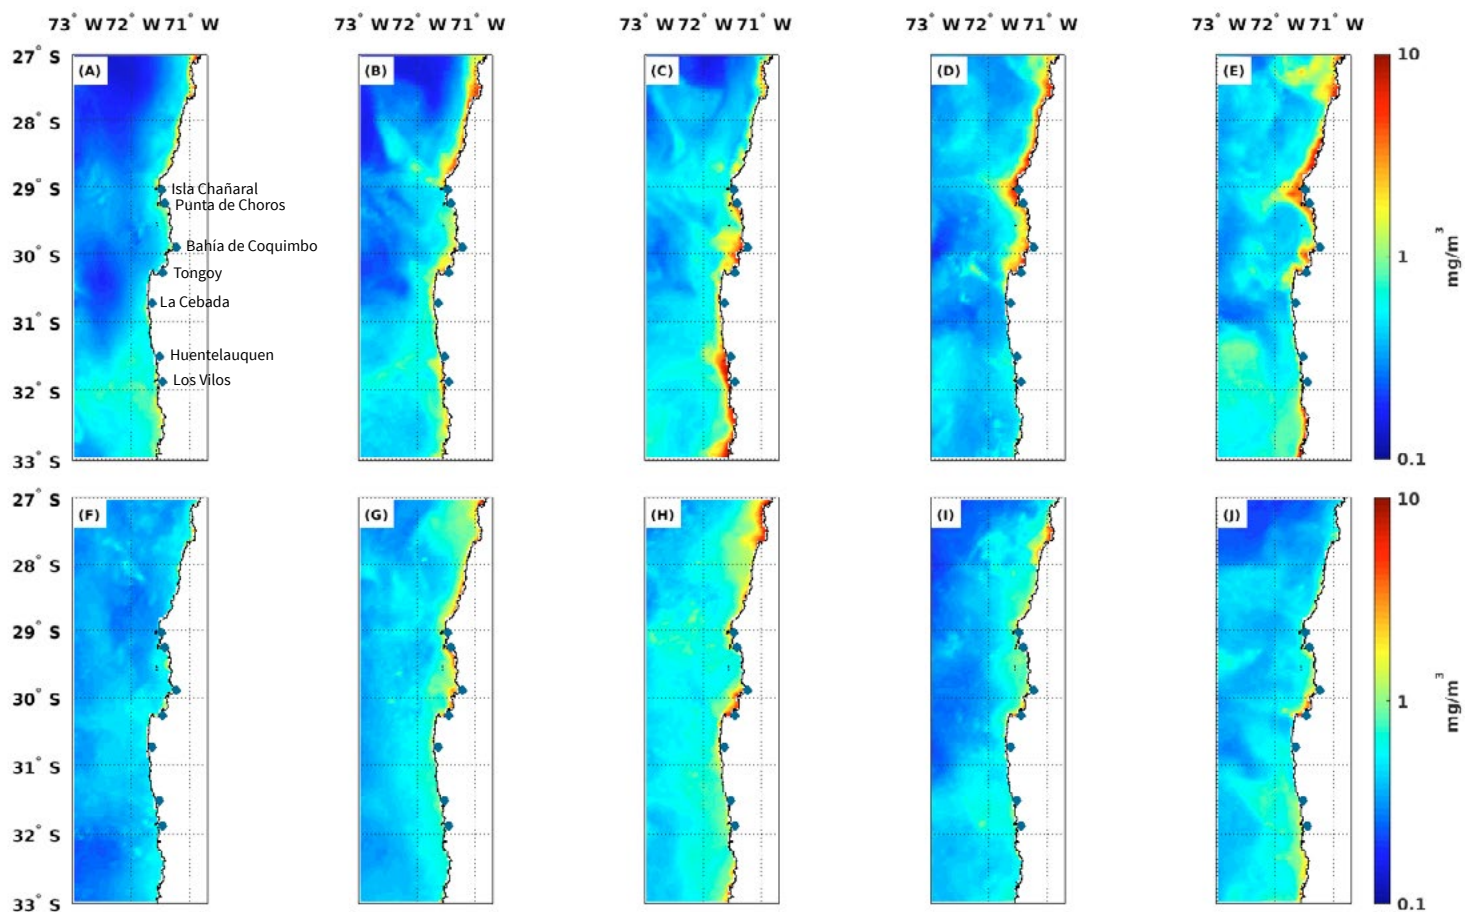 73° W 72° W 71° W 73° W 72° W 71° W 73° W 72° W 71° W 73° W 72° W 71° W 73° W 72° W 71° W
27° S
(A) (B) (C) (D) (E)
10
28° S
29° S
Isla Chañaral
Punta de Choros
30° S
Bahía de Coquimbo
1
mg/m³
Tongoy
La Cebada
31° S
Huentelauquen
Los Vilos
32° S
33° S
0.1
27° S
(F) (G) (H) (I) (J)
10
28° S
29° S
30° S
1
mg/m³
31° S
32° S
33° S
0.1